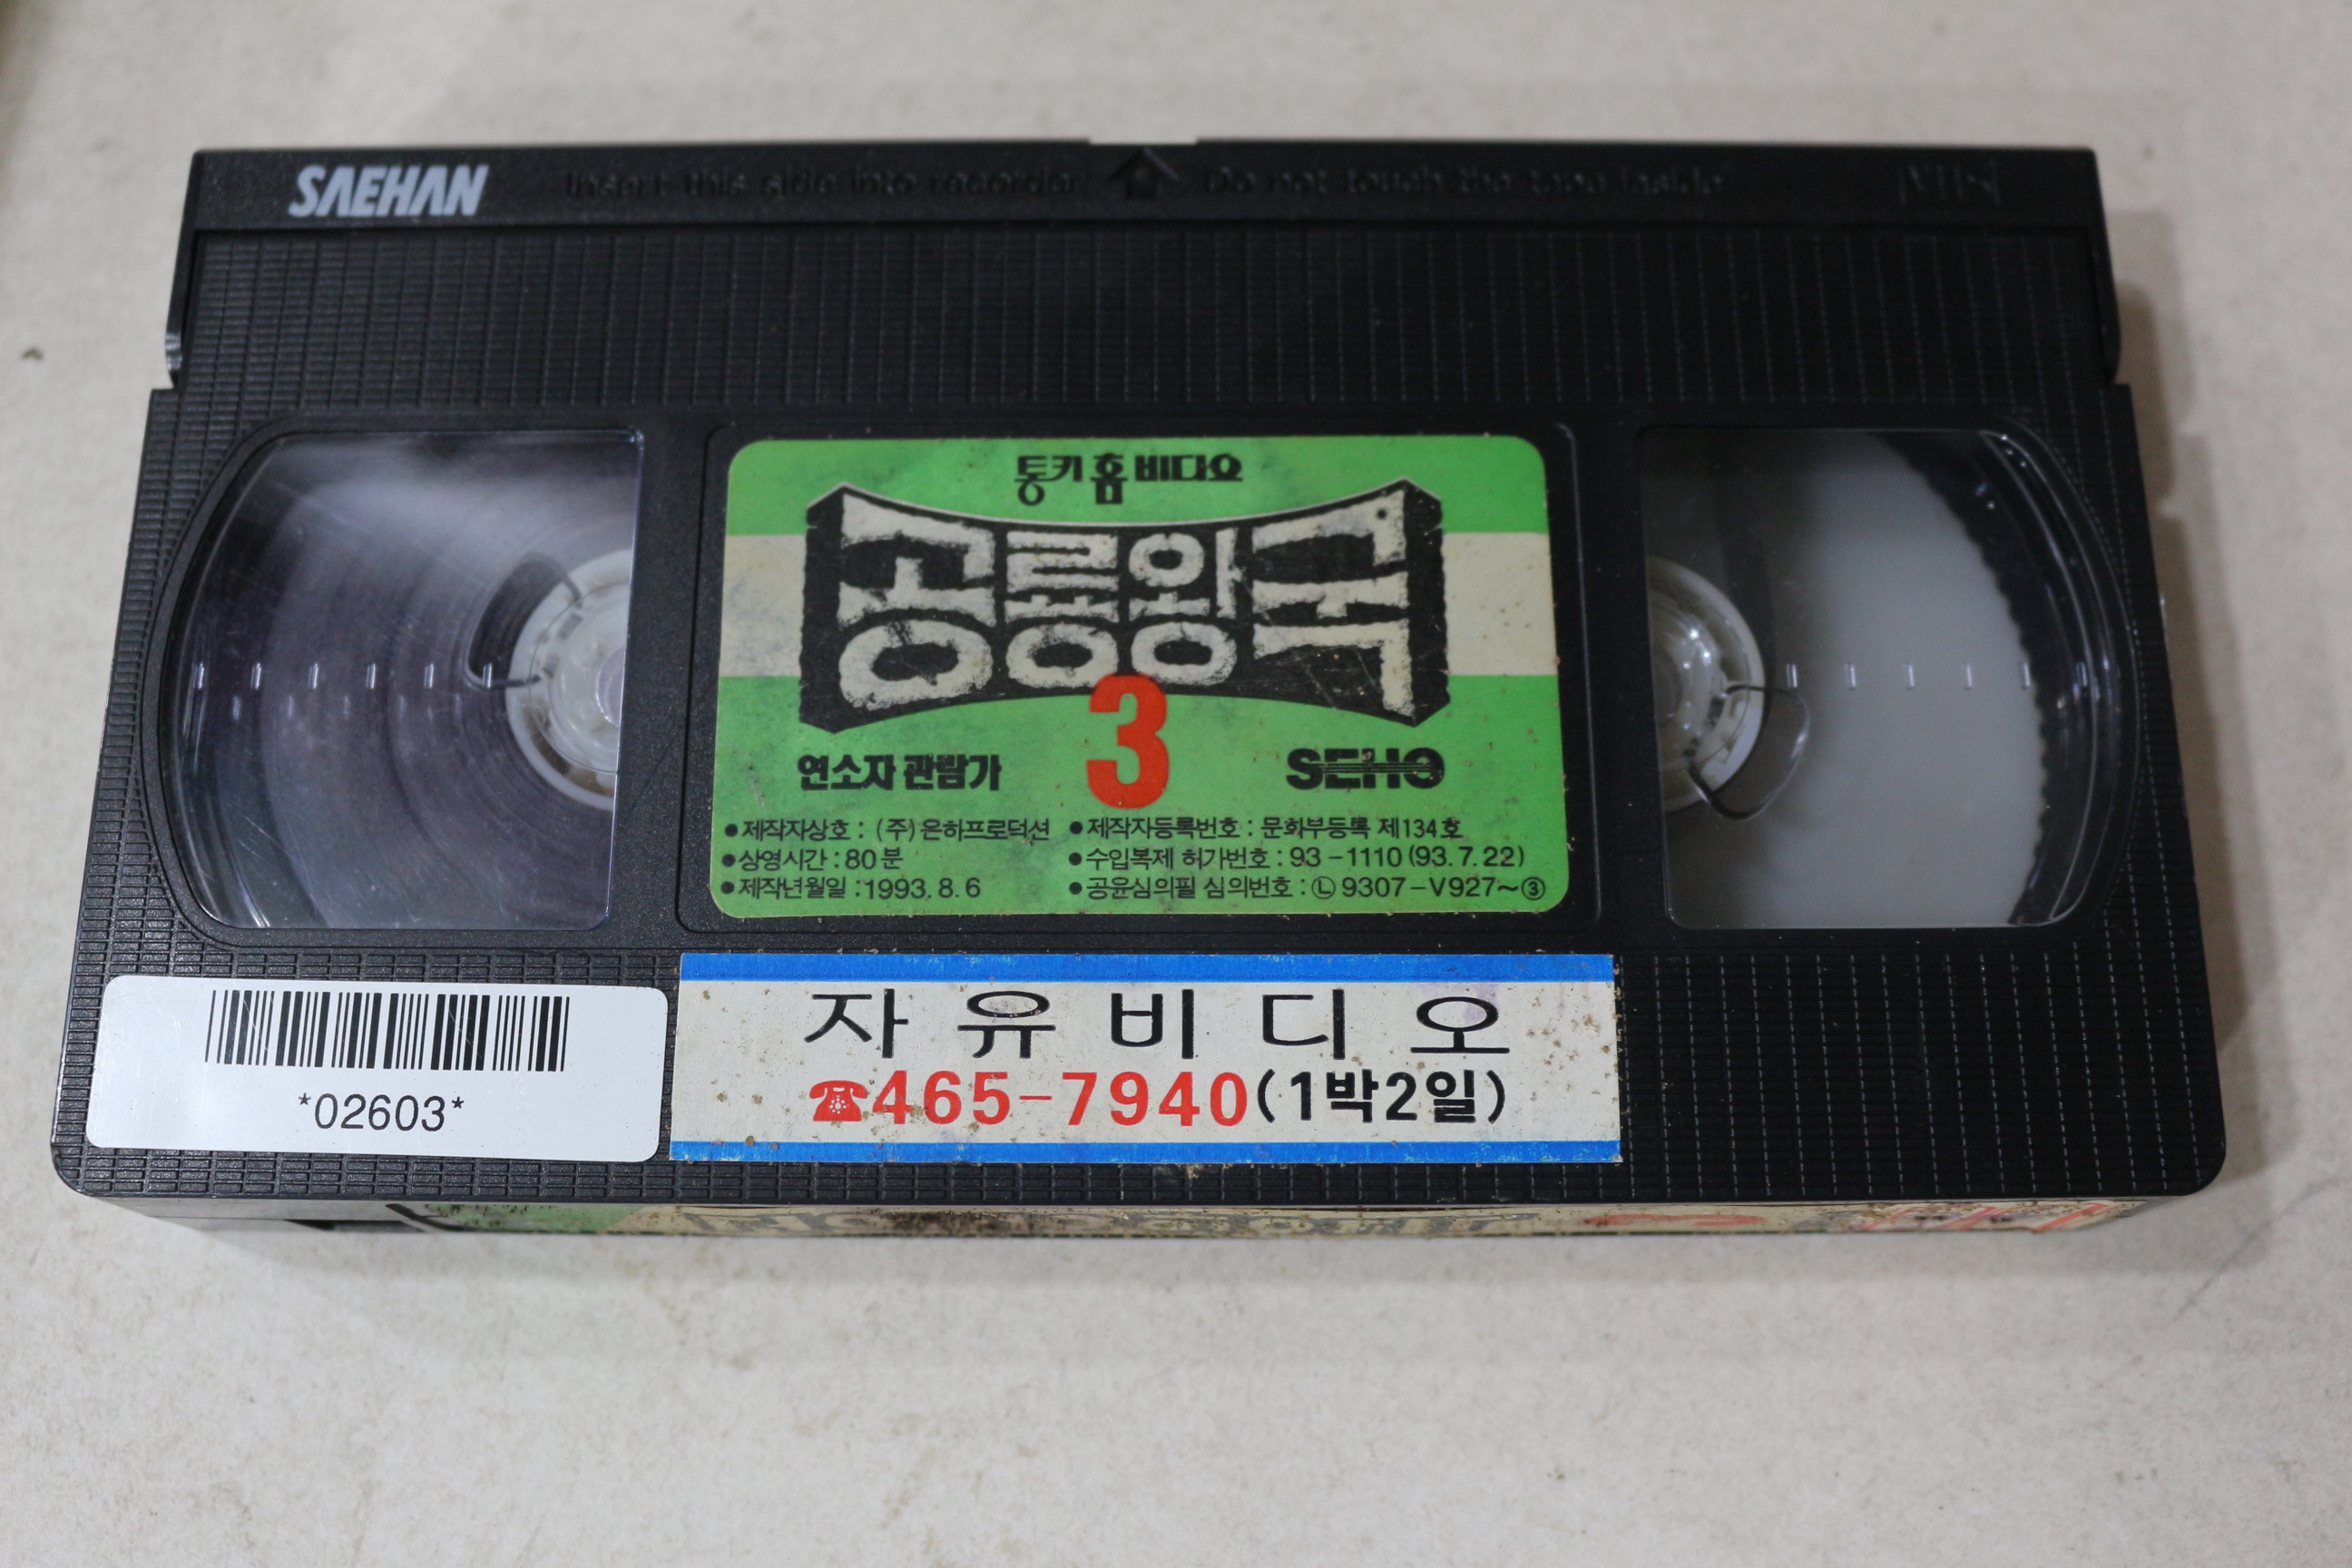 SAEHAN
Insert this side into recorder Do not touch the tape inside
VHS
통키 홈 비디오
공룡왕국
3
연소자 관람가
SEHO
●제작자상호 : (주) 은하프로덕션 ●제작자등록번호 : 문화부등록 제134호
●상영시간 : 80분 ●수입복제 허가번호 : 93-1110 (93.7.22)
●제작년월일 : 1993.8.6 ●공윤심의필 심의번호 : Ⓛ 9307-V927~③
자유비디오
☎465-7940(1박2일)
*02603*